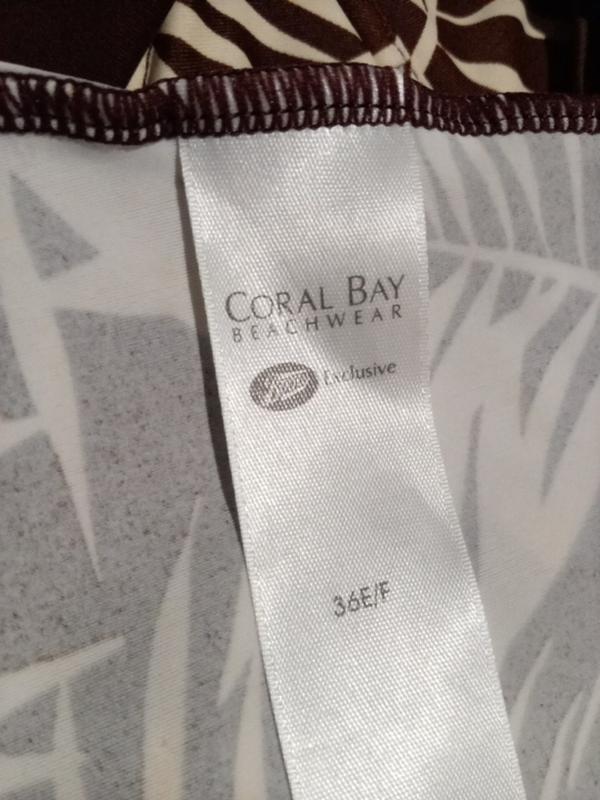 CORAL BAY
BEACHWEAR
Boots Exclusive
36E/F